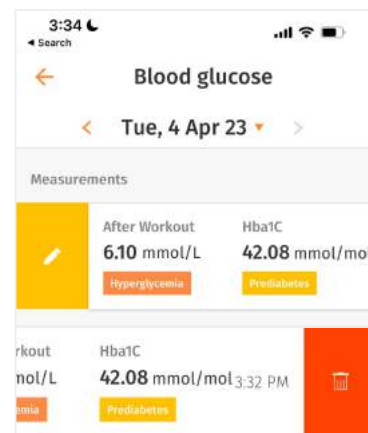 3:34
◄ Search
Blood glucose
Tue, 4 Apr 23
Measurements
After Workout Hba1C
6.10 mmol/L 42.08 mmol/mol
Hyperglycemia Prediabetes
rkout Hba1C
mol/L 42.08 mmol/mol 3:32 PM
emia Prediabetes